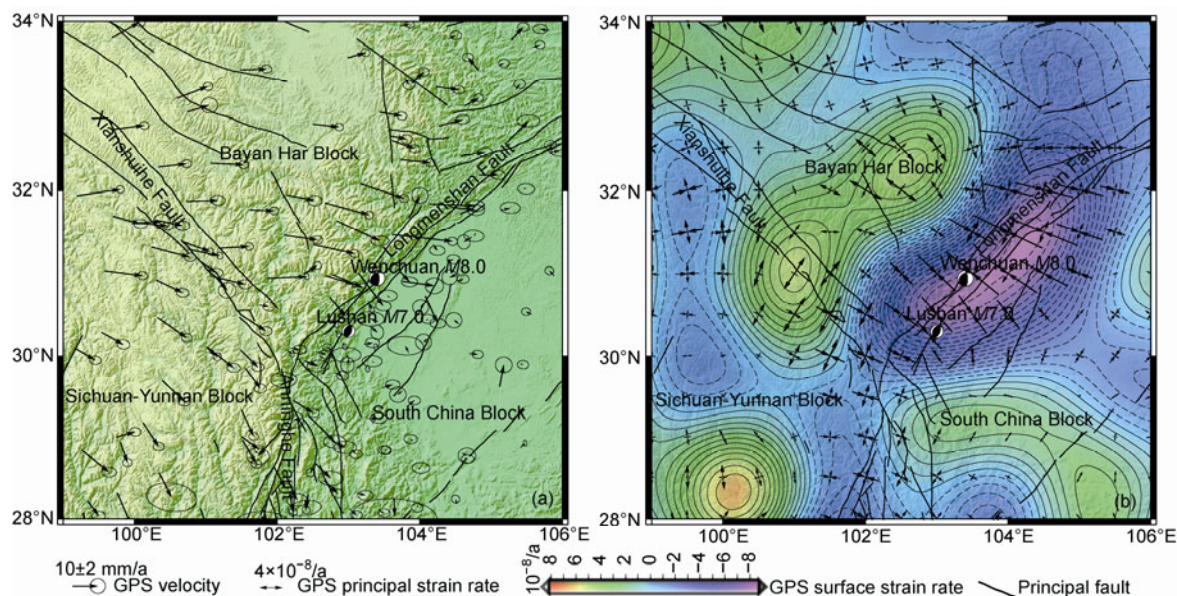 34°N
32°N
30°N
28°N
Xianshuihe Fault
Bayan Har Block
Longmenshan Fault
Wenchuan M8.0
Lushan M7.0
Sichuan-Yunnan Block
South China Block
(a)
100°E 102°E 104°E 106°E
34°N
32°N
30°N
28°N
Xianshuihe Fault
Bayan Har Block
Longmenshan Fault
Wenchuan M8.0
Lushan M7.0
Sichuan-Yunnan Block
South China Block
(b)
100°E 102°E 104°E 106°E
10±2 mm/a
GPS velocity
4×10⁻⁸/a
GPS principal strain rate
10⁻⁸/a
8 6 4 2 0 -2 -4 -6 -8
GPS surface strain rate
Principal fault